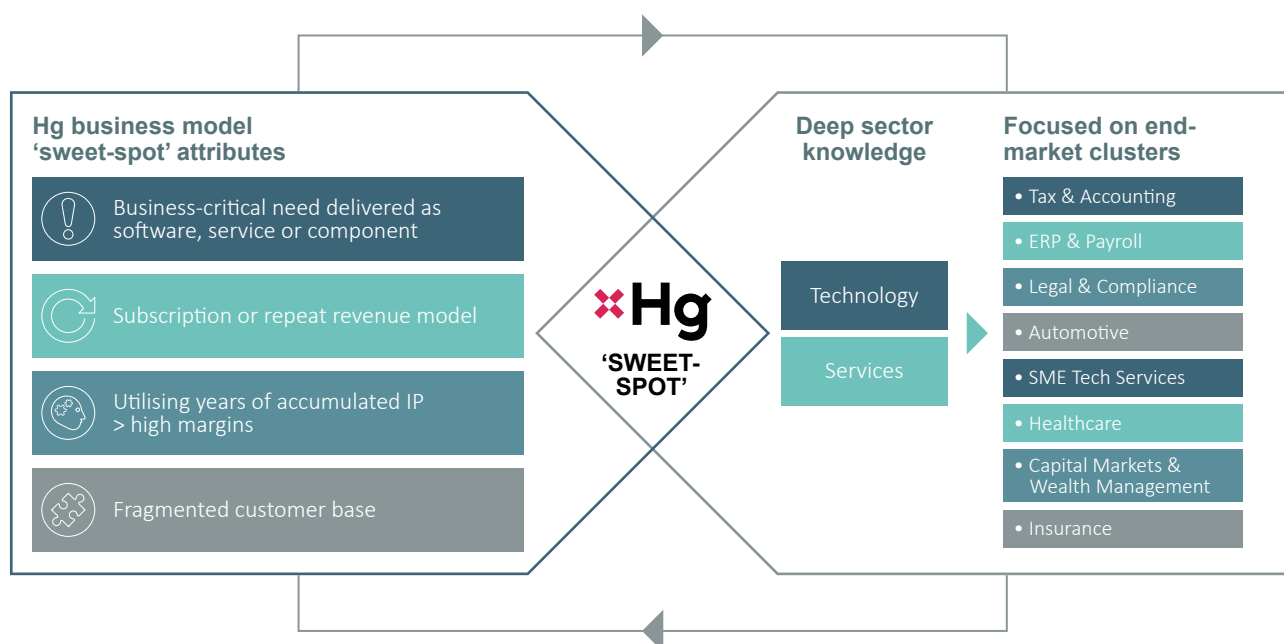 Hg business model
‘sweet-spot’ attributes
Business-critical need delivered as
software, service or component
Subscription or repeat revenue model
Utilising years of accumulated IP
> high margins
Fragmented customer base
Hg
‘SWEET-
SPOT’
Deep sector
knowledge
Technology
Services
Focused on end-
market clusters
• Tax & Accounting
• ERP & Payroll
• Legal & Compliance
• Automotive
• SME Tech Services
• Healthcare
• Capital Markets &
Wealth Management
• Insurance